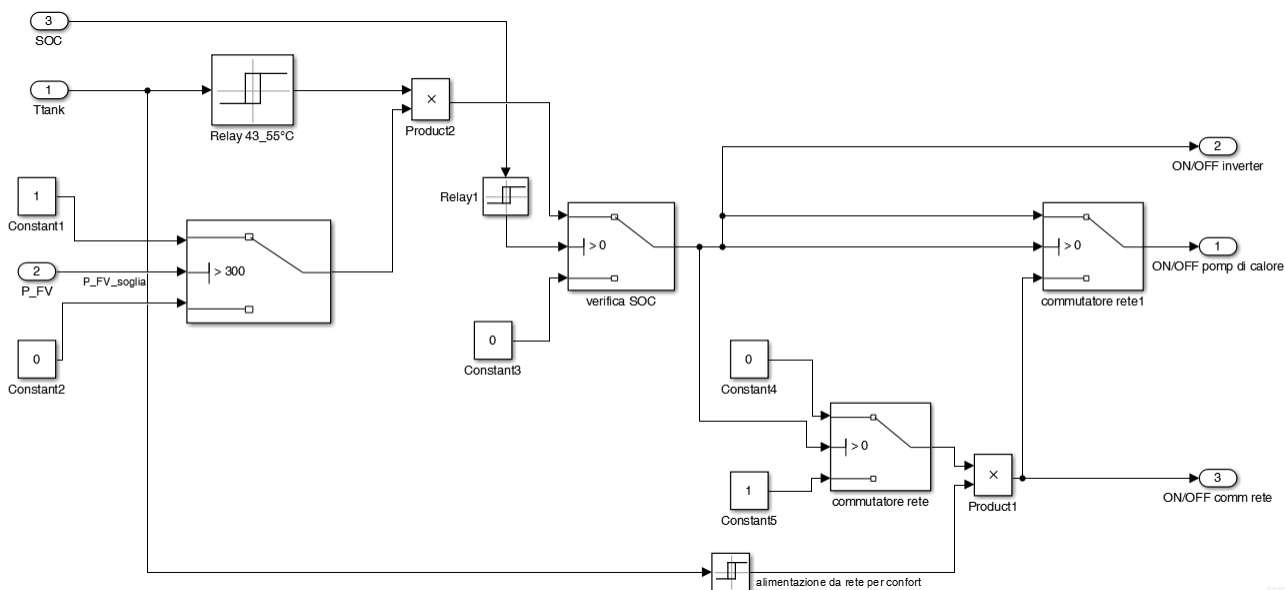 3
SOC
1
Ttank
Relay 43_55°C
×
Product2
1
Constant1
2
P_FV
P_FV_soglia
> 300
0
Constant2
Relay1
> 0
verifica SOC
0
Constant3
2
ON/OFF inverter
> 0
commutatore rete1
1
ON/OFF pomp di calore
0
Constant4
> 0
commutatore rete
1
Constant5
×
Product1
3
ON/OFF comm rete
alimentazione da rete per confort